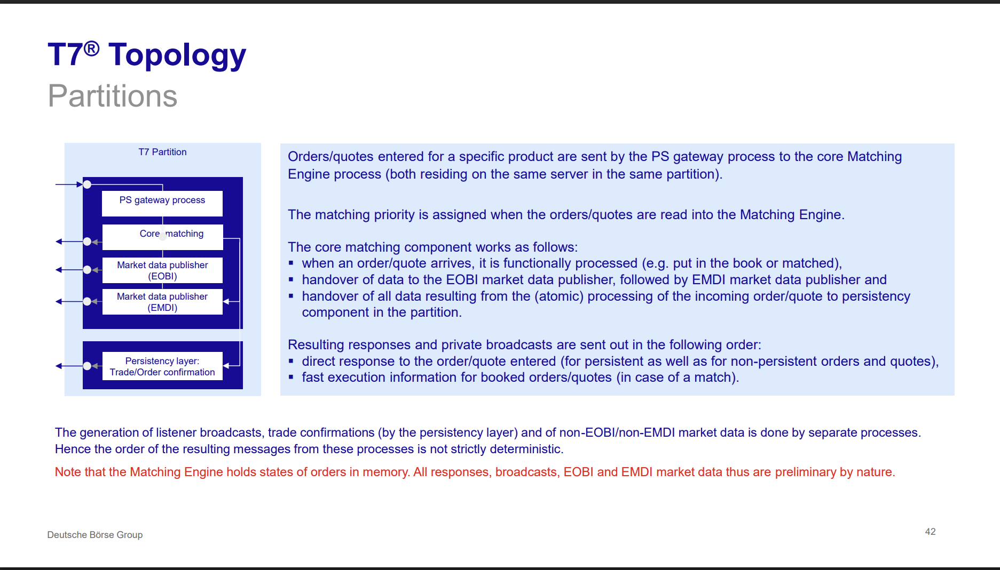 T7® Topology
Partitions
T7 Partition
PS gateway process
Core matching
Market data publisher
(EOBI)
Market data publisher
(EMDI)
Persistency layer:
Trade/Order confirmation
Orders/quotes entered for a specific product are sent by the PS gateway process to the core Matching
Engine process (both residing on the same server in the same partition).
The matching priority is assigned when the orders/quotes are read into the Matching Engine.
The core matching component works as follows:
▪ when an order/quote arrives, it is functionally processed (e.g. put in the book or matched),
▪ handover of data to the EOBI market data publisher, followed by EMDI market data publisher and
▪ handover of all data resulting from the (atomic) processing of the incoming order/quote to persistency
component in the partition.
Resulting responses and private broadcasts are sent out in the following order:
▪ direct response to the order/quote entered (for persistent as well as for non-persistent orders and quotes),
▪ fast execution information for booked orders/quotes (in case of a match).
The generation of listener broadcasts, trade confirmations (by the persistency layer) and of non-EOBI/non-EMDI market data is done by separate processes.
Hence the order of the resulting messages from these processes is not strictly deterministic.
Note that the Matching Engine holds states of orders in memory. All responses, broadcasts, EOBI and EMDI market data thus are preliminary by nature.
Deutsche Börse Group
42